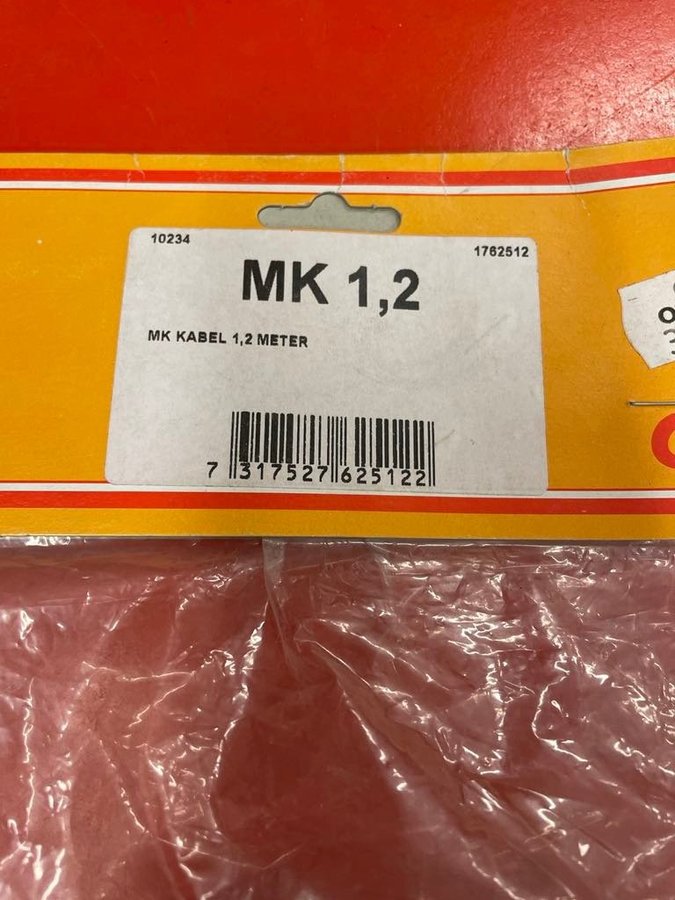 10234
1762512
MK 1,2
MK KABEL 1,2 METER
7 317527 625122